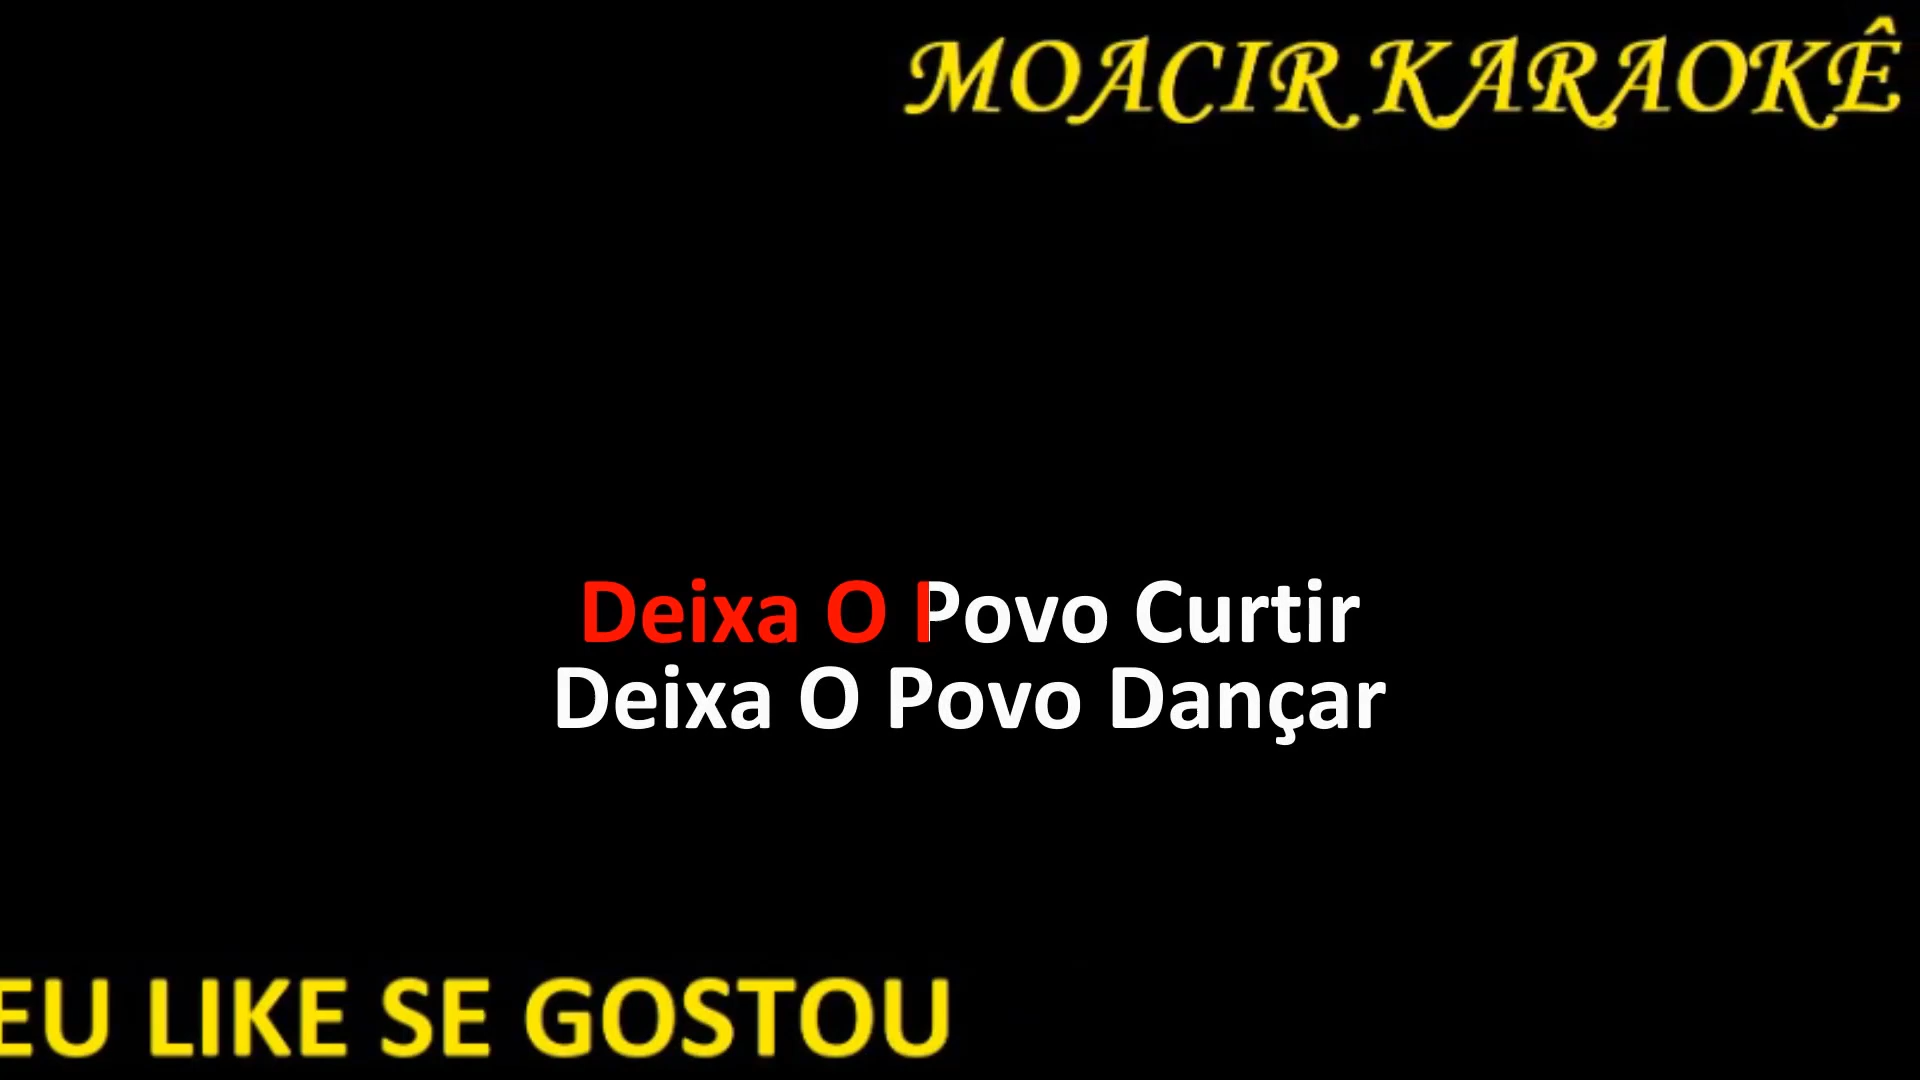 MOACIR KARAOKÊ
Deixa O Povo Curtir
Deixa O Povo Dançar
EU LIKE SE GOSTOU